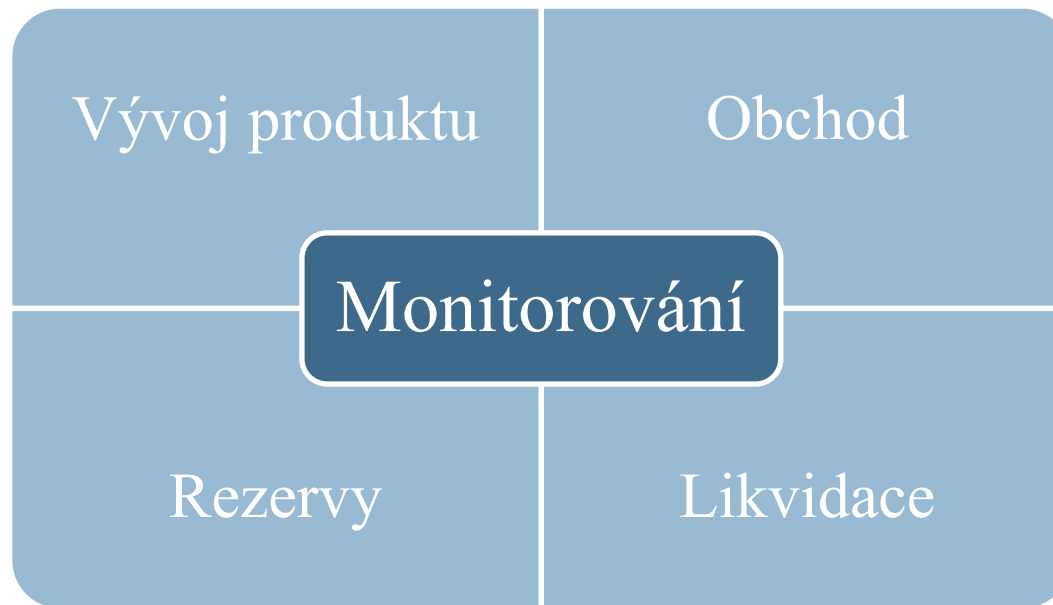 Vývoj produktu
Obchod
Monitorování
Rezervy
Likvidace